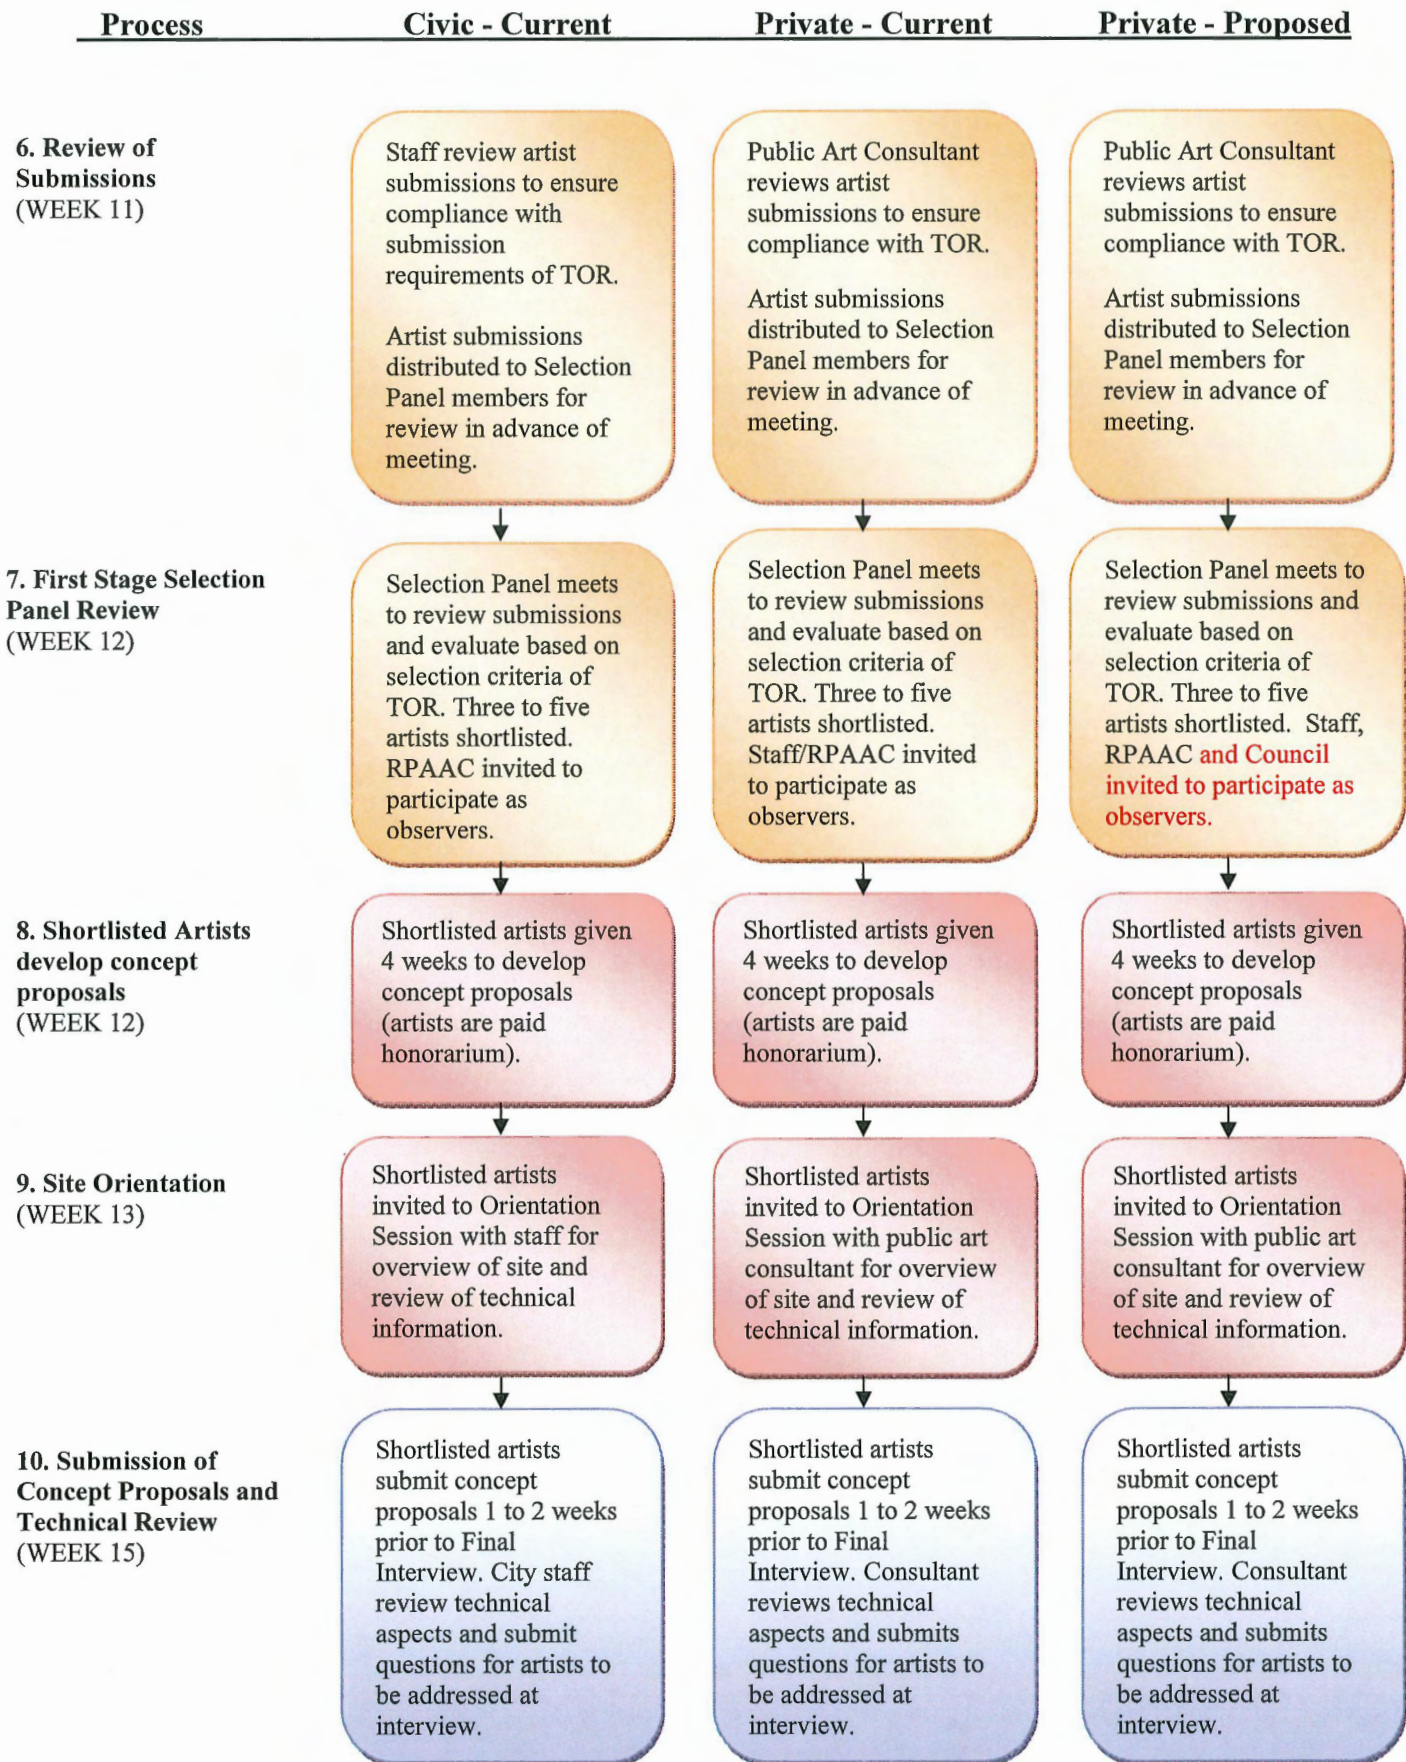 Process Civic - Current Private - Current Private - Proposed
6. Review of
Submissions
(WEEK 11)
Staff review artist
submissions to ensure
compliance with
submission
requirements of TOR.
Artist submissions
distributed to Selection
Panel members for
review in advance of
meeting.
Public Art Consultant
reviews artist
submissions to ensure
compliance with TOR.
Artist submissions
distributed to Selection
Panel members for
review in advance of
meeting.
Public Art Consultant
reviews artist
submissions to ensure
compliance with TOR.
Artist submissions
distributed to Selection
Panel members for
review in advance of
meeting.
7. First Stage Selection
Panel Review
(WEEK 12)
Selection Panel meets
to review submissions
and evaluate based on
selection criteria of
TOR. Three to five
artists shortlisted.
RPAAC invited to
participate as
observers.
Selection Panel meets
to review submissions
and evaluate based on
selection criteria of
TOR. Three to five
artists shortlisted.
Staff/RPAAC invited
to participate as
observers.
Selection Panel meets to
review submissions and
evaluate based on
selection criteria of
TOR. Three to five
artists shortlisted. Staff,
RPAAC and Council
invited to participate as
observers.
8. Shortlisted Artists
develop concept
proposals
(WEEK 12)
Shortlisted artists given
4 weeks to develop
concept proposals
(artists are paid
honorarium).
Shortlisted artists given
4 weeks to develop
concept proposals
(artists are paid
honorarium).
Shortlisted artists given
4 weeks to develop
concept proposals
(artists are paid
honorarium).
9. Site Orientation
(WEEK 13)
Shortlisted artists
invited to Orientation
Session with staff for
overview of site and
review of technical
information.
Shortlisted artists
invited to Orientation
Session with public art
consultant for overview
of site and review of
technical information.
Shortlisted artists
invited to Orientation
Session with public art
consultant for overview
of site and review of
technical information.
10. Submission of
Concept Proposals and
Technical Review
(WEEK 15)
Shortlisted artists
submit concept
proposals 1 to 2 weeks
prior to Final
Interview. City staff
review technical
aspects and submit
questions for artists to
be addressed at
interview.
Shortlisted artists
submit concept
proposals 1 to 2 weeks
prior to Final
Interview. Consultant
reviews technical
aspects and submits
questions for artists to
be addressed at
interview.
Shortlisted artists
submit concept
proposals 1 to 2 weeks
prior to Final
Interview. Consultant
reviews technical
aspects and submits
questions for artists to
be addressed at
interview.